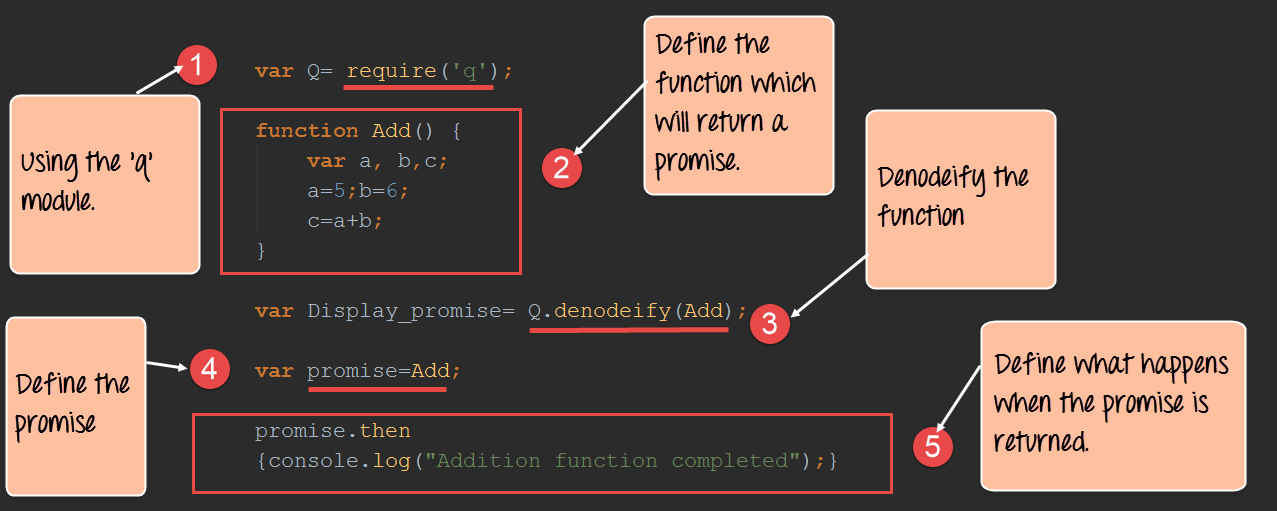 1
var Q= require('q');
Using the 'q'
module.
function Add() {
var a, b,c;
a=5;b=6;
c=a+b;
}
2
Define the
function which
will return a
promise.
Denodeify the
function
var Display_promise= Q.denodeify(Add);
3
Define the
promise
4
var promise=Add;
promise.then
{console.log("Addition function completed");}
5
Define what happens
when the promise is
returned.